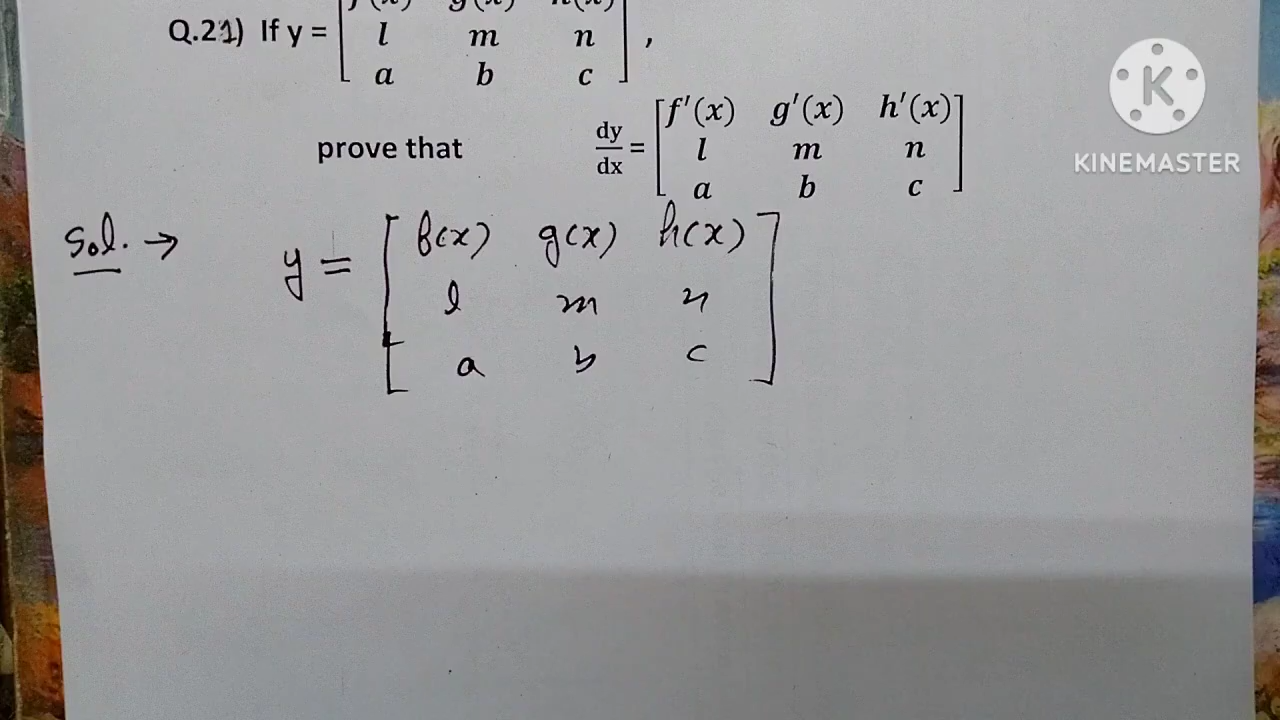 f(x) g(x) h(x)
Q.21) If y = [ l m n ] ,
a b c
f′(x) g′(x) h′(x)
prove that dy/dx = [ l m n ]
a b c
K
KINEMASTER
Sol. → y = [ f(x) g(x) h(x)
l m n
a b c ]